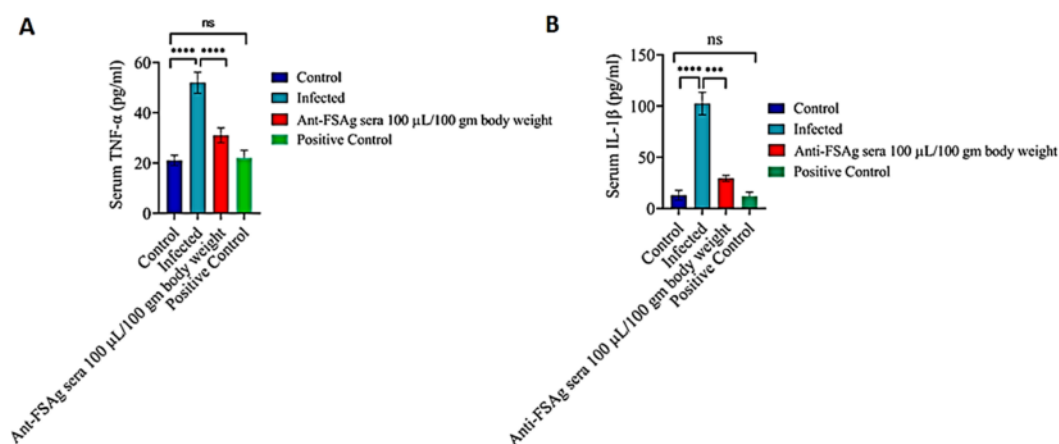 A
ns
**** ****
Serum TNF-α (pg/ml)
60
40
20
0
Control
Infected
Ant-FSAg sera 100 µL/100 gm body weight
Positive Control
Control
Infected
Ant-FSAg sera 100 µL/100 gm body weight
Positive Control
B
ns
**** ***
Serum IL-1β (pg/ml)
150
100
50
0
Control
Infected
Anti-FSAg sera 100 µL/100 gm body weight
Positive Control
Control
Infected
Anti-FSAg sera 100 µL/100 gm body weight
Positive Control